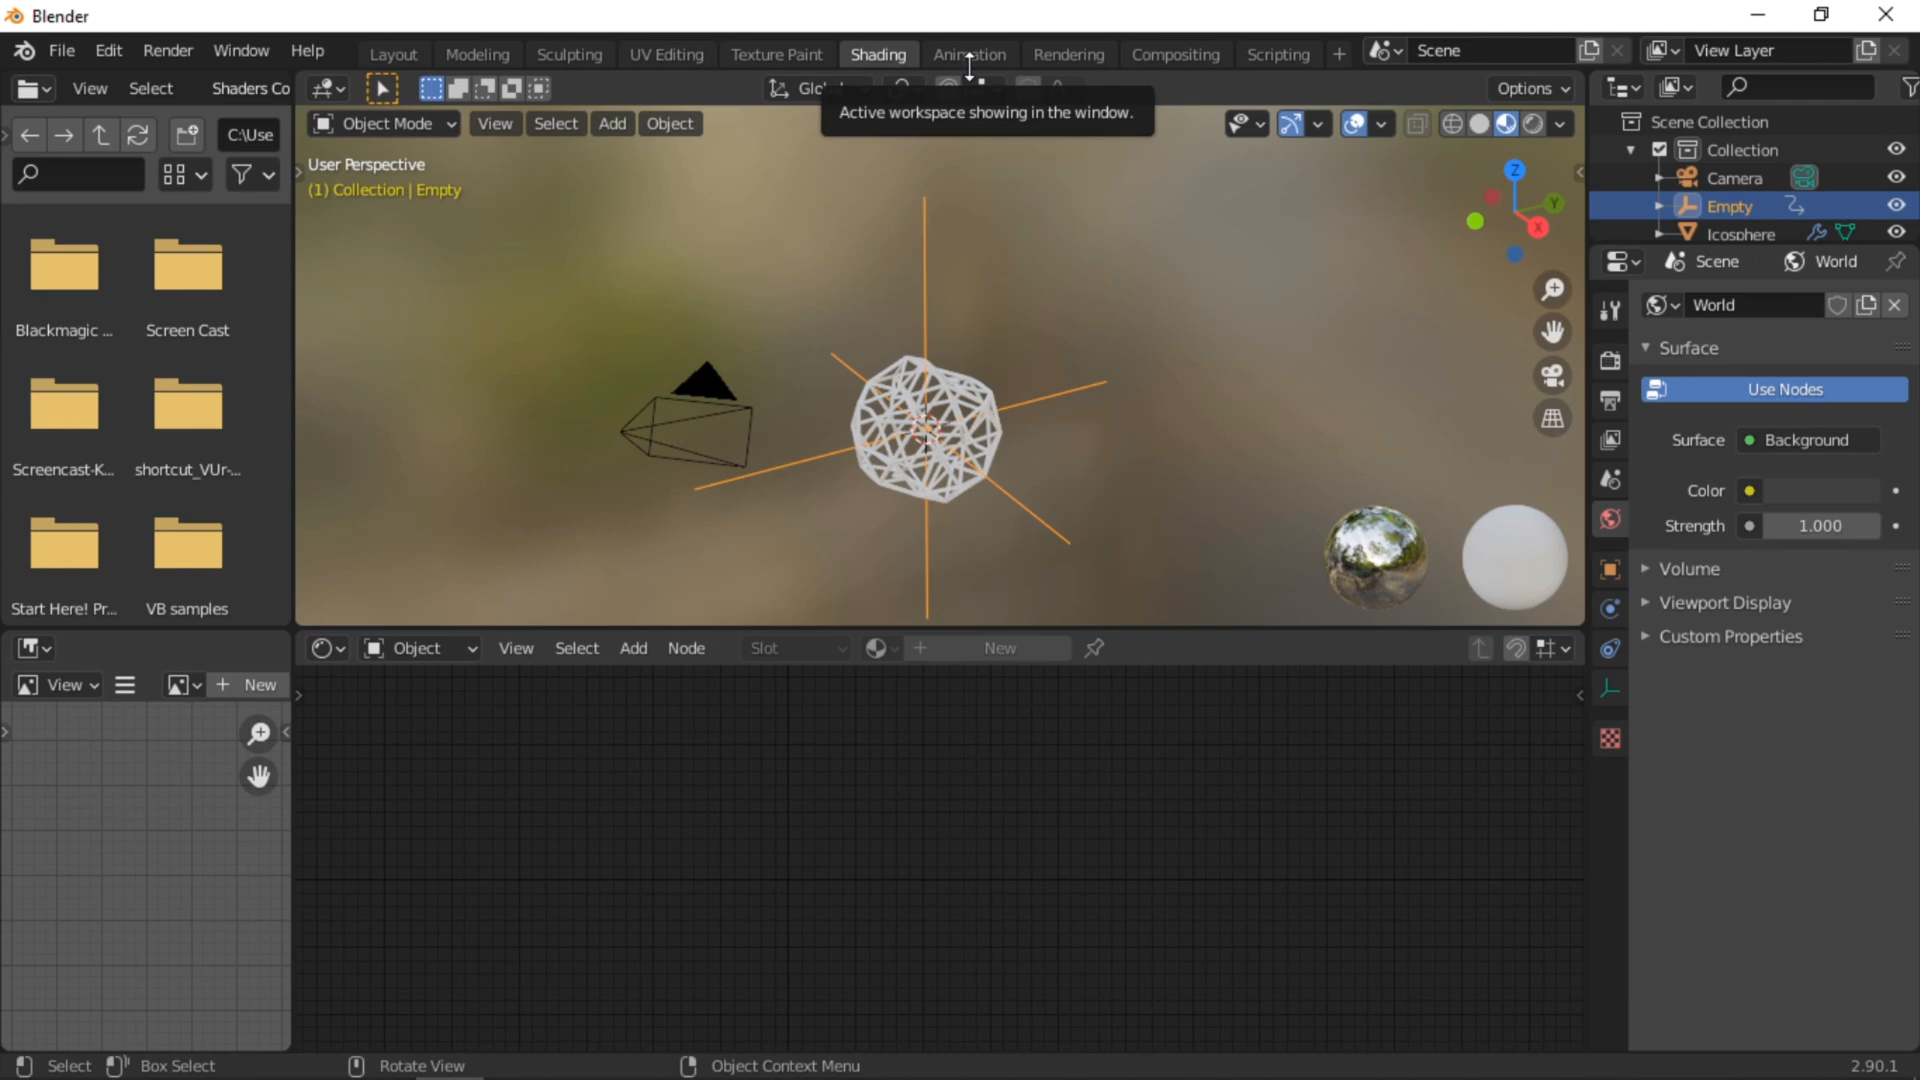 Blender
File Edit Render Window Help Layout Modeling Sculpting UV Editing Texture Paint Shading Animation Rendering Compositing Scripting + Scene View Layer
View Select Shaders Co
Options
Active workspace showing in the window.
C:\Use
Object Mode View Select Add Object
User Perspective
(1) Collection | Empty
Z
Y
X
Scene Collection
Collection
Camera
Empty
Icosphere
Scene World
World
Surface
Use Nodes
Surface Background
Color
Strength 1.000
Volume
Viewport Display
Custom Properties
Blackmagic ... Screen Cast
Screencast-K... shortcut_VUr-...
Start Here! Pr... VB samples
Object View Select Add Node Slot + New
View + New
Select Box Select Rotate View Object Context Menu 2.90.1